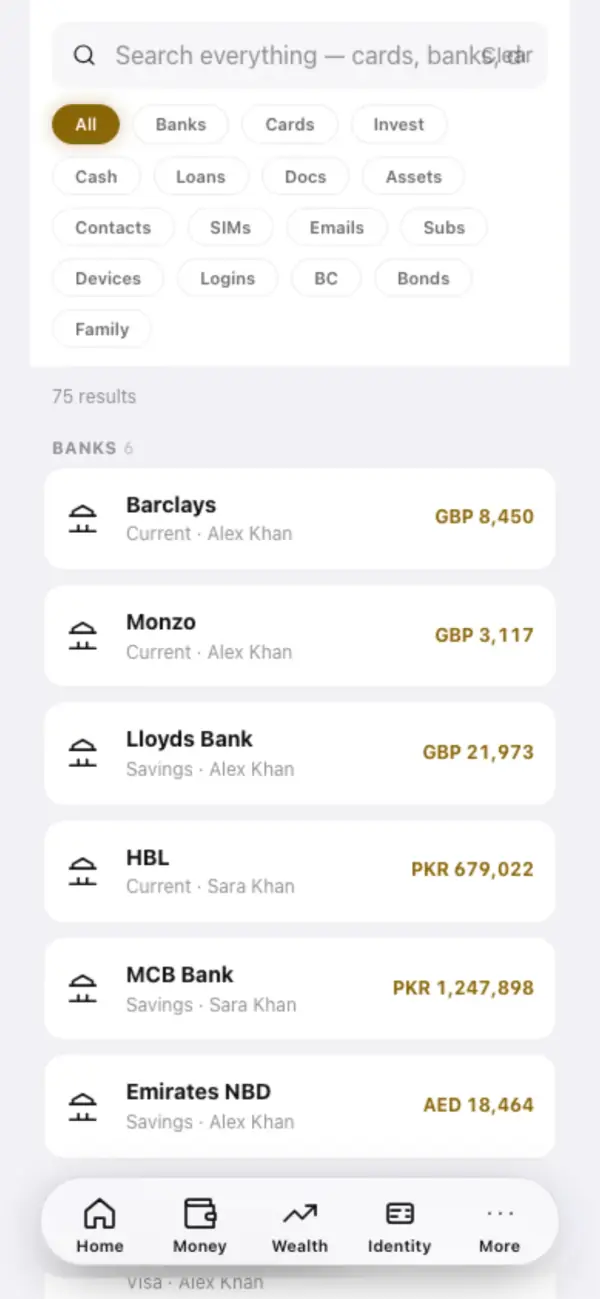 Search everything — cards, banks, d
Clear
All Banks Cards Invest
Cash Loans Docs Assets
Contacts SIMs Emails Subs
Devices Logins BC Bonds
Family
75 results
BANKS 6
Barclays
Current · Alex Khan
GBP 8,450
Monzo
Current · Alex Khan
GBP 3,117
Lloyds Bank
Savings · Alex Khan
GBP 21,973
HBL
Current · Sara Khan
PKR 679,022
MCB Bank
Savings · Sara Khan
PKR 1,247,898
Emirates NBD
Savings · Alex Khan
AED 18,464
Home Money Wealth Identity More
Visa · Alex Khan